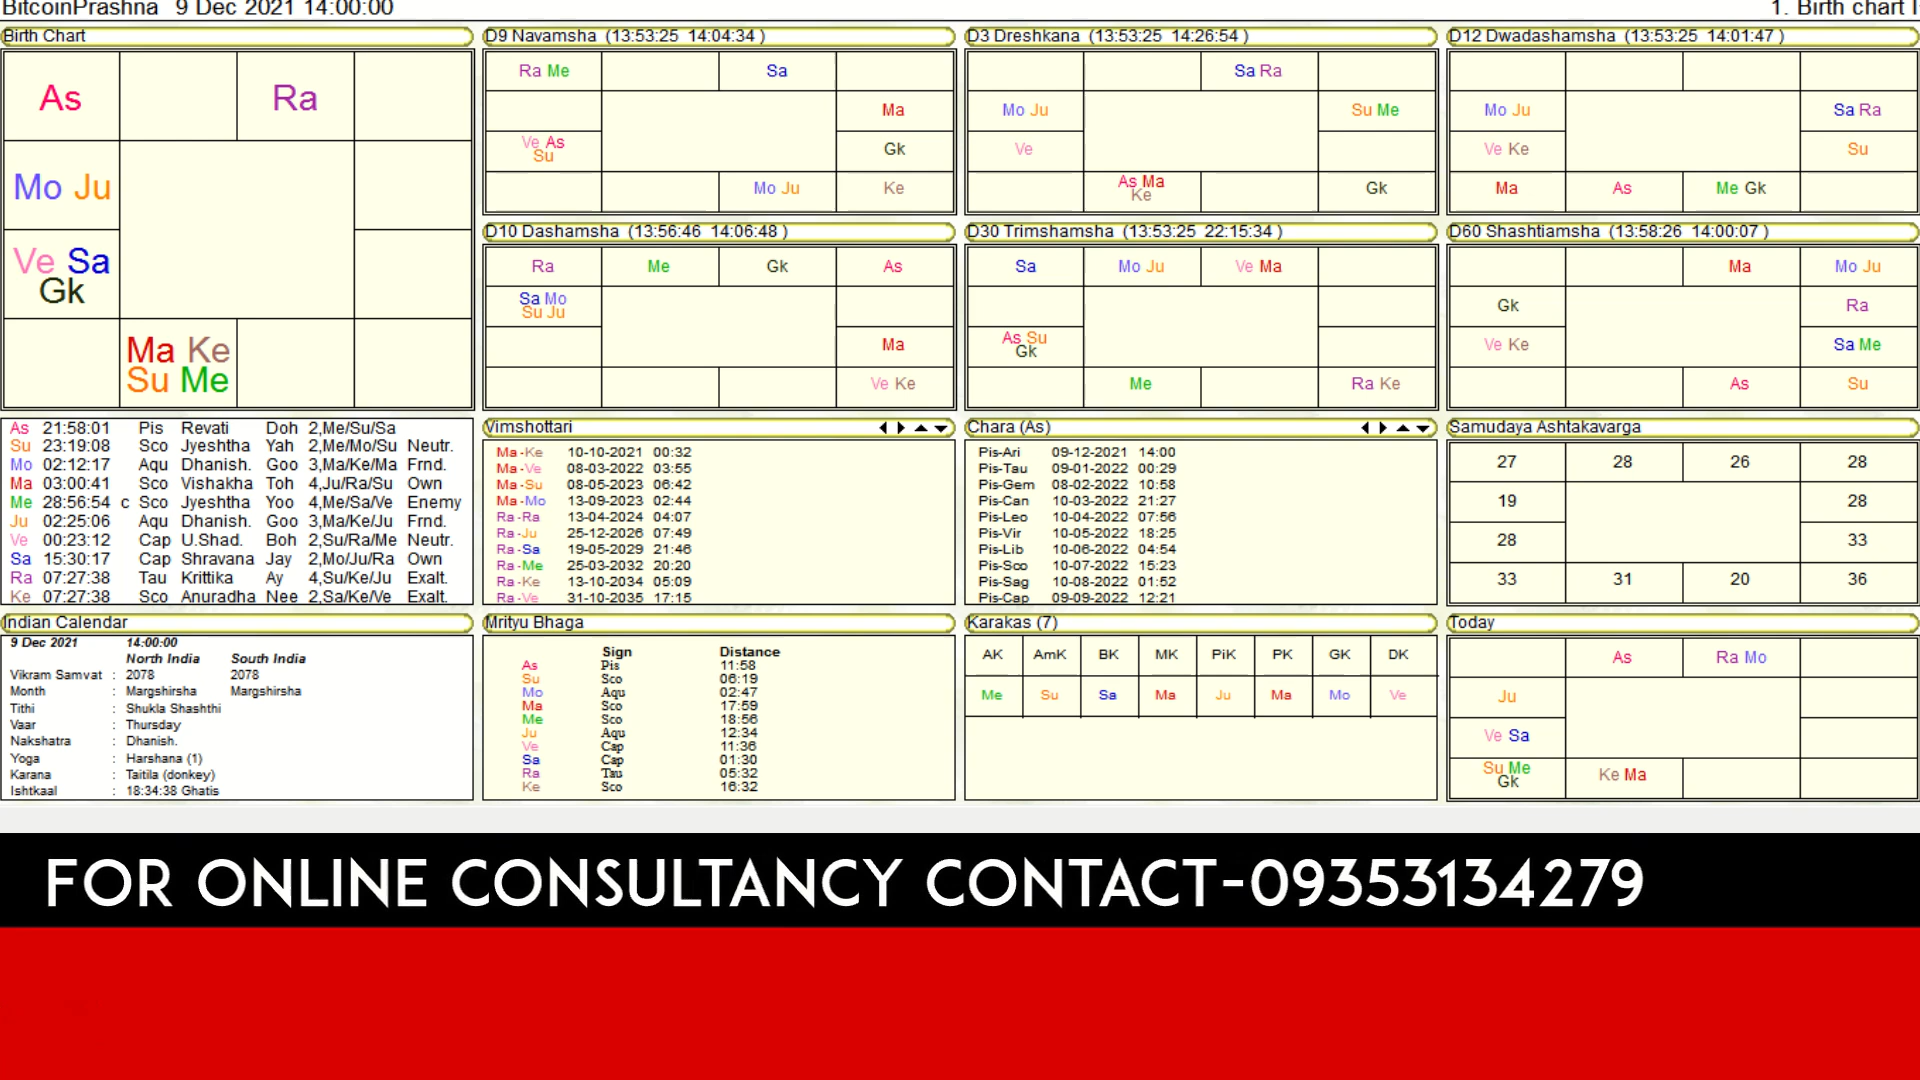 BitcoinPrashna 9 Dec 2021 14:00:00
1. Birth chart
Birth Chart
As
Ra
Mo Ju
Ve Sa
Gk
Ma Ke
Su Me
D9 Navamsha (13:53:25 14:04:34 )
Ra Me
Sa
Ma
Ve As
Su
Gk
Mo Ju
Ke
D3 Dreshkana (13:53:25 14:26:54 )
Sa Ra
Mo Ju
Su Me
Ve
As Ma
Ke
Gk
D12 Dwadashamsha (13:53:25 14:01:47 )
Mo Ju
Sa Ra
Ve Ke
Su
Ma
As
Me Gk
D10 Dashamsha (13:56:46 14:06:48 )
Ra
Me
Gk
As
Sa Mo
Su Ju
Ma
Ve Ke
D30 Trimshamsha (13:53:25 22:15:34 )
Sa
Mo Ju
Ve Ma
As Su
Gk
Me
Ra Ke
D60 Shashtiamsha (13:58:26 14:00:07 )
Ma
Mo Ju
Gk
Ra
Ve Ke
Sa Me
As
Su
As 21:58:01 Pis Revati Doh 2,Me/Su/Sa
Su 23:19:08 Sco Jyeshtha Yah 2,Me/Mo/Su Neutr.
Mo 02:12:17 Aqu Dhanish. Goo 3,Ma/Ke/Ma Frnd.
Ma 03:00:41 Sco Vishakha Toh 4,Ju/Ra/Su Own
Me 28:56:54 c Sco Jyeshtha Yoo 4,Me/Sa/Ve Enemy
Ju 02:25:06 Aqu Dhanish. Goo 3,Ma/Ke/Ju Frnd.
Ve 00:23:12 Cap U.Shad. Boh 2,Su/Ra/Me Neutr.
Sa 15:30:17 Cap Shravana Jay 2,Mo/Ju/Ra Own
Ra 07:27:38 Tau Krittika Ay 4,Su/Ke/Ju Exalt.
Ke 07:27:38 Sco Anuradha Nee 2,Sa/Ke/Ve Exalt.
Vimshottari
Ma-Ke 10-10-2021 00:32
Ma-Ve 08-03-2022 03:55
Ma-Su 08-05-2023 06:42
Ma-Mo 13-09-2023 02:44
Ra-Ra 13-04-2024 04:07
Ra-Ju 25-12-2026 07:49
Ra-Sa 19-05-2029 21:46
Ra-Me 25-03-2032 20:20
Ra-Ke 13-10-2034 05:09
Ra-Ve 31-10-2035 17:15
Chara (As)
Pis-Ari 09-12-2021 14:00
Pis-Tau 09-01-2022 00:29
Pis-Gem 08-02-2022 10:58
Pis-Can 10-03-2022 21:27
Pis-Leo 10-04-2022 07:56
Pis-Vir 10-05-2022 18:25
Pis-Lib 10-06-2022 04:54
Pis-Sco 10-07-2022 15:23
Pis-Sag 10-08-2022 01:52
Pis-Cap 09-09-2022 12:21
Samudaya Ashtakavarga
27 28 26 28
19 28
28 33
33 31 20 36
Indian Calendar
9 Dec 2021 14:00:00
North India South India
Vikram Samvat : 2078 2078
Month : Margshirsha Margshirsha
Tithi : Shukla Shashthi
Vaar : Thursday
Nakshatra : Dhanish.
Yoga : Harshana (1)
Karana : Taitila (donkey)
Ishtkaal : 18:34:38 Ghatis
Mrityu Bhaga
Sign Distance
As Pis 11:58
Su Sco 06:19
Mo Aqu 02:47
Ma Sco 17:59
Me Sco 18:56
Ju Aqu 12:34
Ve Cap 11:36
Sa Cap 01:30
Ra Tau 05:32
Ke Sco 16:32
Karakas (7)
AK AmK BK MK PiK PK GK DK
Me Su Sa Ma Ju Ma Mo Ve
Today
As
Ra Mo
Ju
Ve Sa
Su Me
Gk
Ke Ma
FOR ONLINE CONSULTANCY CONTACT-09353134279